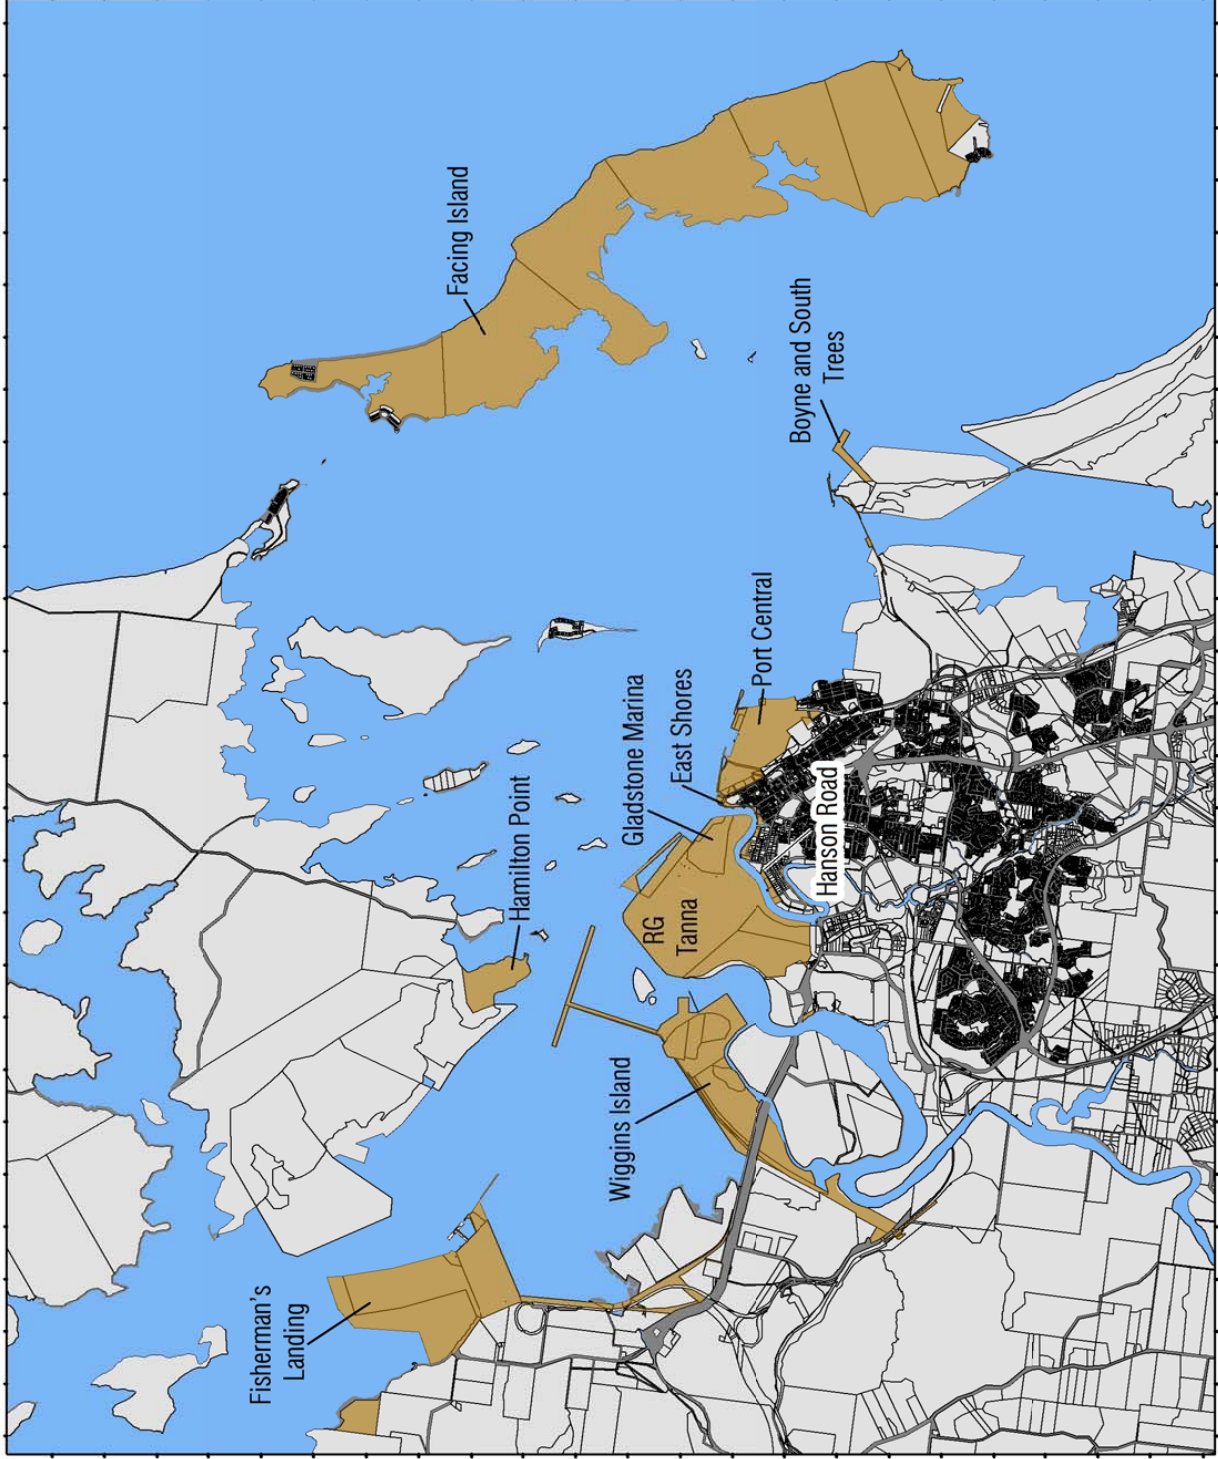 Facing Island
Boyne and South
Trees
Port Central
East Shores
Gladstone Marina
Hanson Road
Hamilton Point
RG
Tanna
Wiggins Island
Fisherman's
Landing